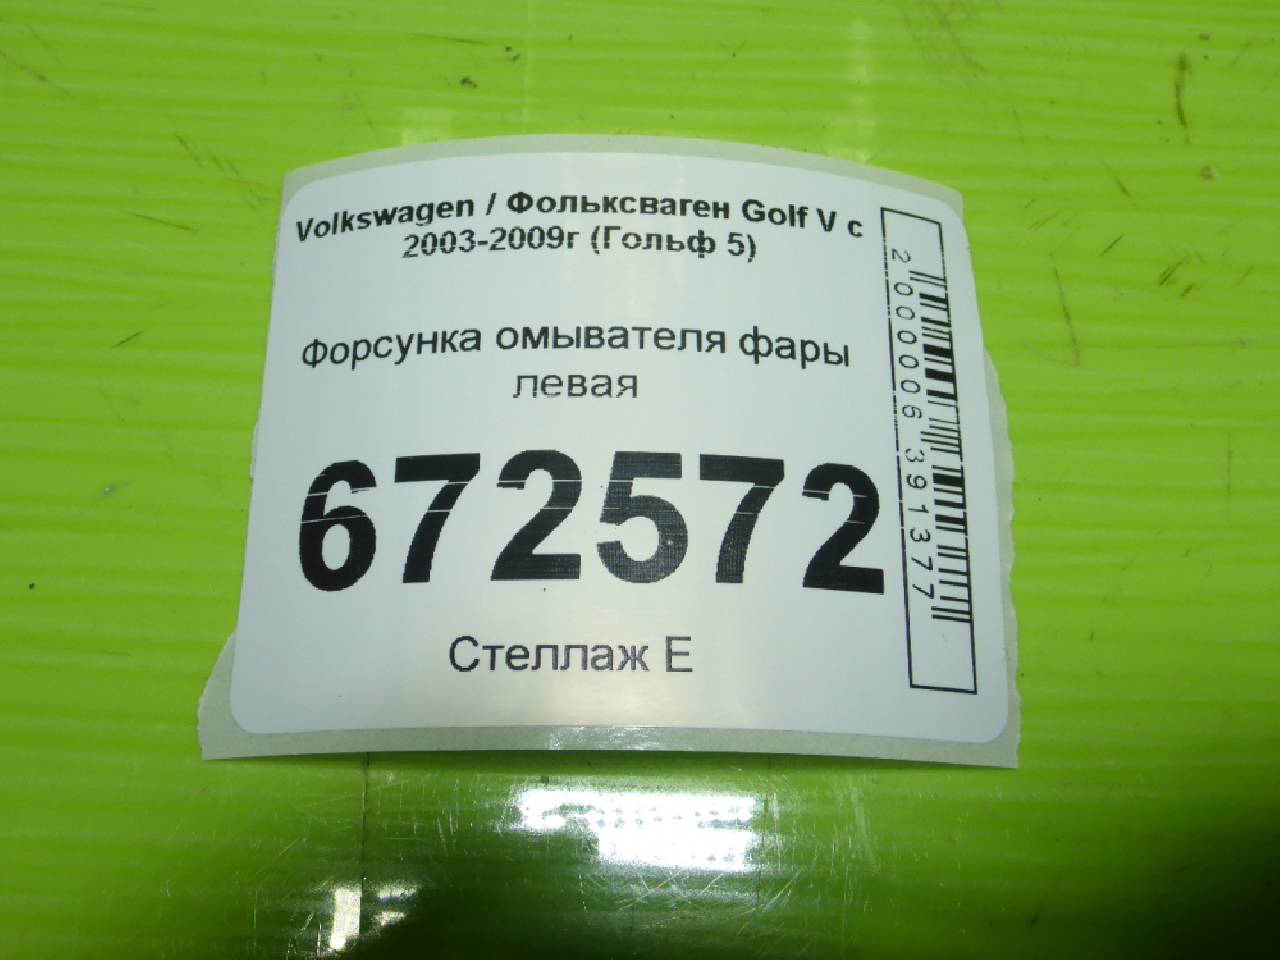 Volkswagen / Фольксваген Golf V с
2003-2009г (Гольф 5)
Форсунка омывателя фары
левая
672572
Стеллаж Е
2000006391377